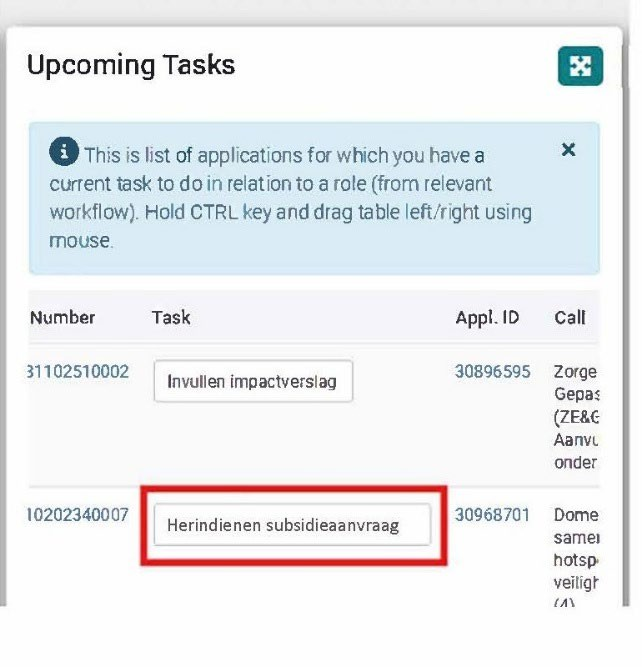 Upcoming Tasks
This is list of applications for which you have a
current task to do in relation to a role (from relevant
workflow). Hold CTRL key and drag table left/right using
mouse.
Number Task Appl. ID Call
31102510002 Invullen impactverslag 30896595 Zorge
Gepas
(ZE&G
Aanvu
onder
10202340007 Herindienen subsidieaanvraag 30968701 Dome
samer
hotsp
veiligh
(4)